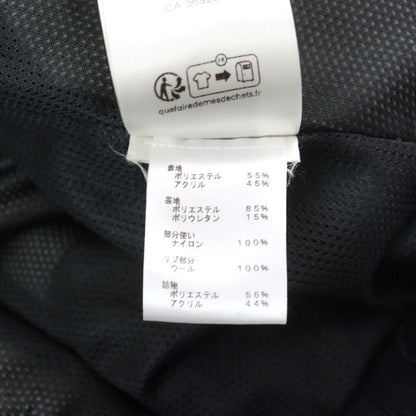 FR
quefairedemesdechets.fr
表地
ポリエステル 55%
アクリル 45%
裏地
ポリエステル 85%
ポリウレタン 15%
部分使い
ナイロン 100%
リブ部分
ウール 100%
詰物
ポリエステル 56%
アクリル 44%